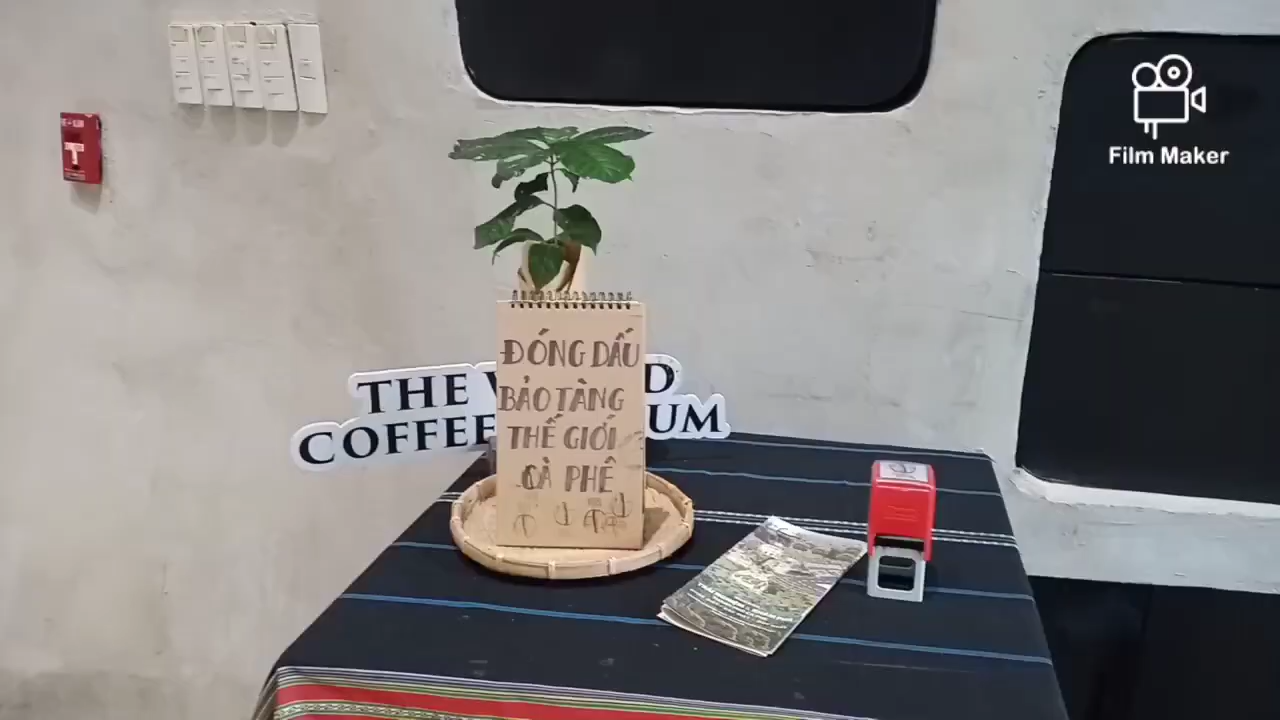 Film Maker
ĐÓNG DẤU
BẢO TÀNG
THẾ GIỚI
CÀ PHÊ
THE W D
COFFEE UM